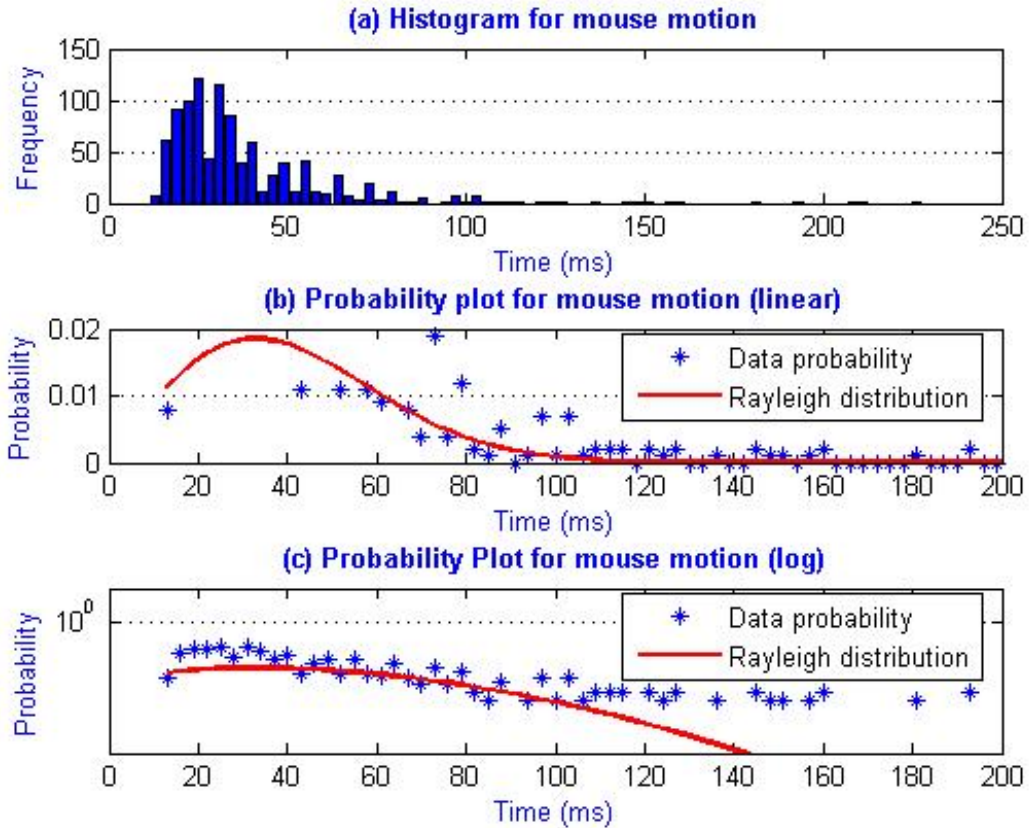 (a) Histogram for mouse motion
150
100
50
0
Frequency
0 50 100 150 200 250
Time (ms)
(b) Probability plot for mouse motion (linear)
0.02
0.01
0
Probability
Data probability
Rayleigh distribution
0 20 40 60 80 100 120 140 160 180 200
Time (ms)
(c) Probability Plot for mouse motion (log)
10^0
Probability
Data probability
Rayleigh distribution
0 20 40 60 80 100 120 140 160 180 200
Time (ms)